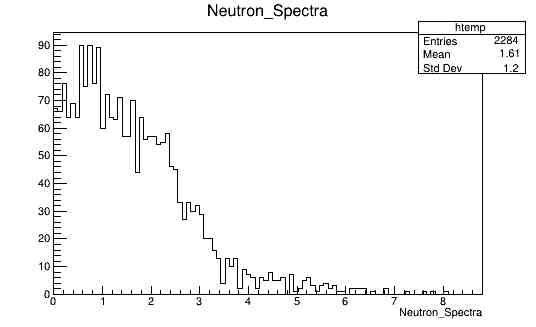 Neutron_Spectra
htemp
Entries 2284
Mean 1.61
Std Dev 1.2
90
80
70
60
50
40
30
20
10
0
0 1 2 3 4 5 6 7 8
Neutron_Spectra